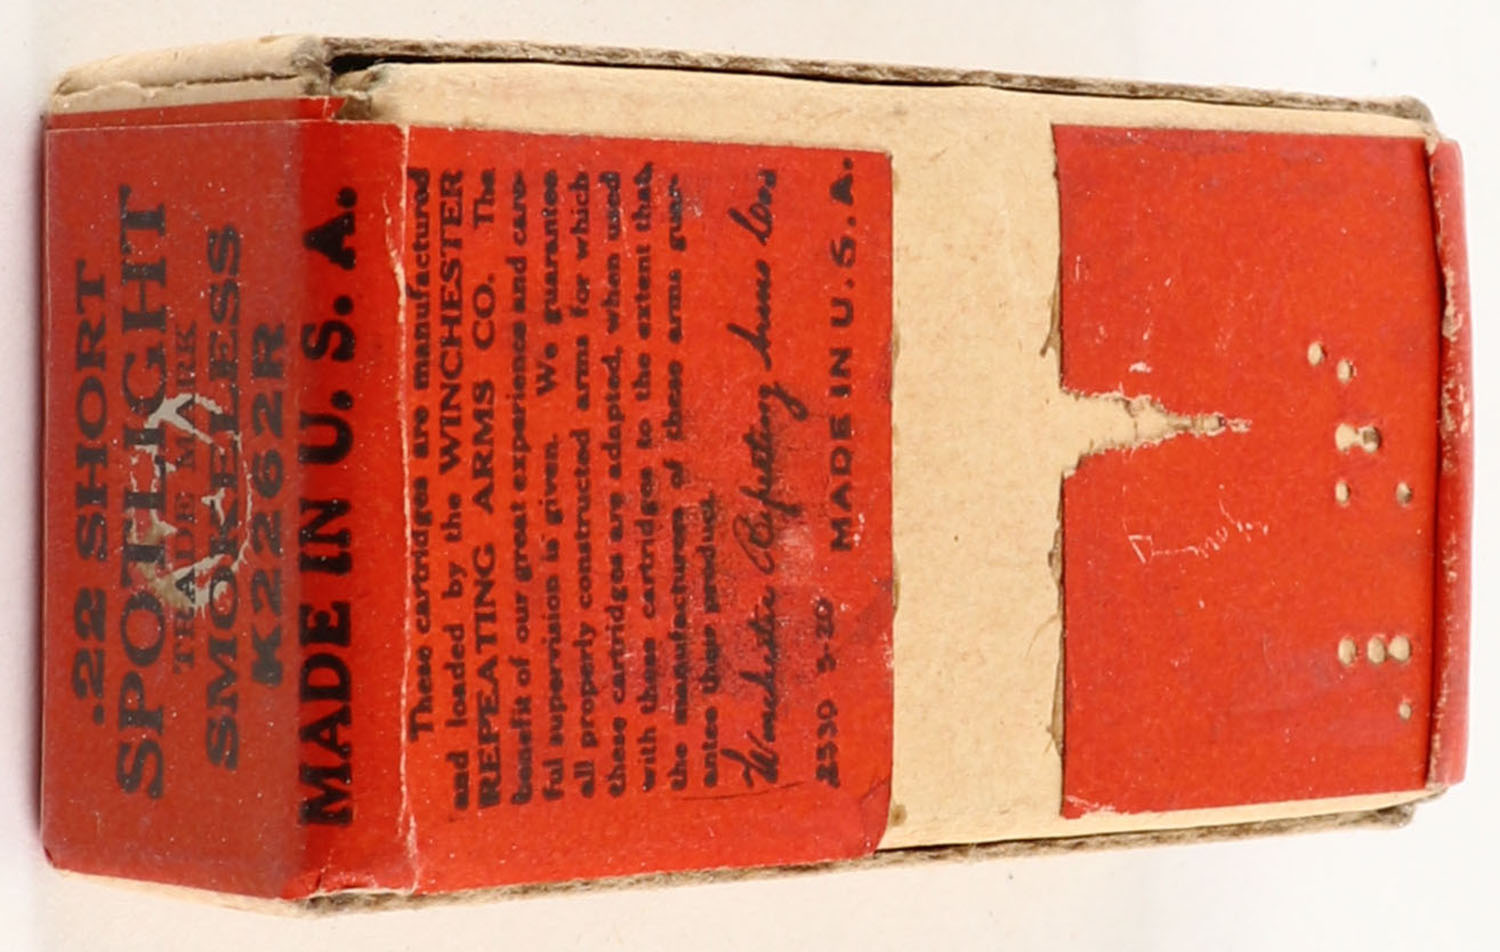 .22 SHORT
SPOTLIGHT
TRADE MARK
SMOKELESS
K2262R
MADE IN U. S. A.
These cartridges are manufactured
and loaded by the WINCHESTER
REPEATING ARMS CO. The
benefit of our great experience and care-
ful supervision is given. We guarantee
all properly constructed arms for which
these cartridges are adapted, when used
with these cartridges to the extent that
the manufacturers of these arms guar-
antee their product.
Winchester Repeating Arms Co.
2550 5-20 MADE IN U. S. A.